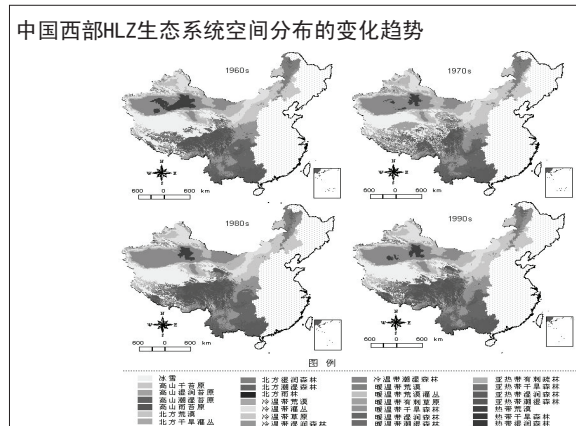 中国西部HLZ生态系统空间分布的变化趋势
1960s
1970s
600 0 600 km
600 0 600 km
1980s
1990s
600 0 600 km
600 0 600 km
图 例
冰雪
高山干苔原
高山湿润苔原
高山潮湿苔原
高山雨苔原
北方荒漠
北方干旱灌丛
北方湿润森林
北方潮湿森林
北方雨林
冷温带荒漠
冷温带灌丛
冷温带草原
冷温带湿润森林
冷温带潮湿森林
暖温带荒漠
暖温带荒漠灌丛
暖温带有刺草原
暖温带干旱森林
暖温带湿润森林
暖温带潮湿森林
亚热带有刺疏林
亚热带干旱森林
亚热带湿润森林
亚热带潮湿森林
热带荒漠
热带干旱森林
热带湿润森林